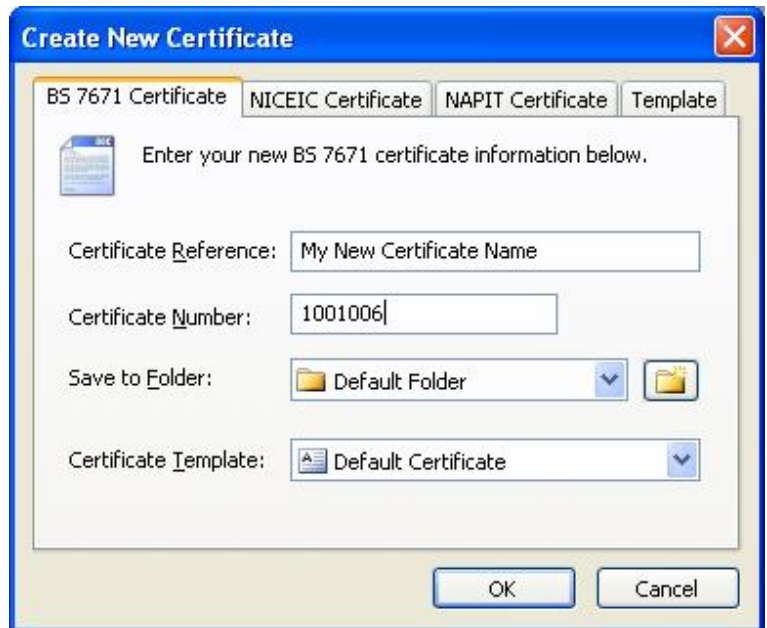 Create New Certificate
BS 7671 Certificate NICEIC Certificate NAPIT Certificate Template
Enter your new BS 7671 certificate information below.
Certificate Reference: My New Certificate Name
Certificate Number: 1001006
Save to Folder: Default Folder
Certificate Template: Default Certificate
OK Cancel